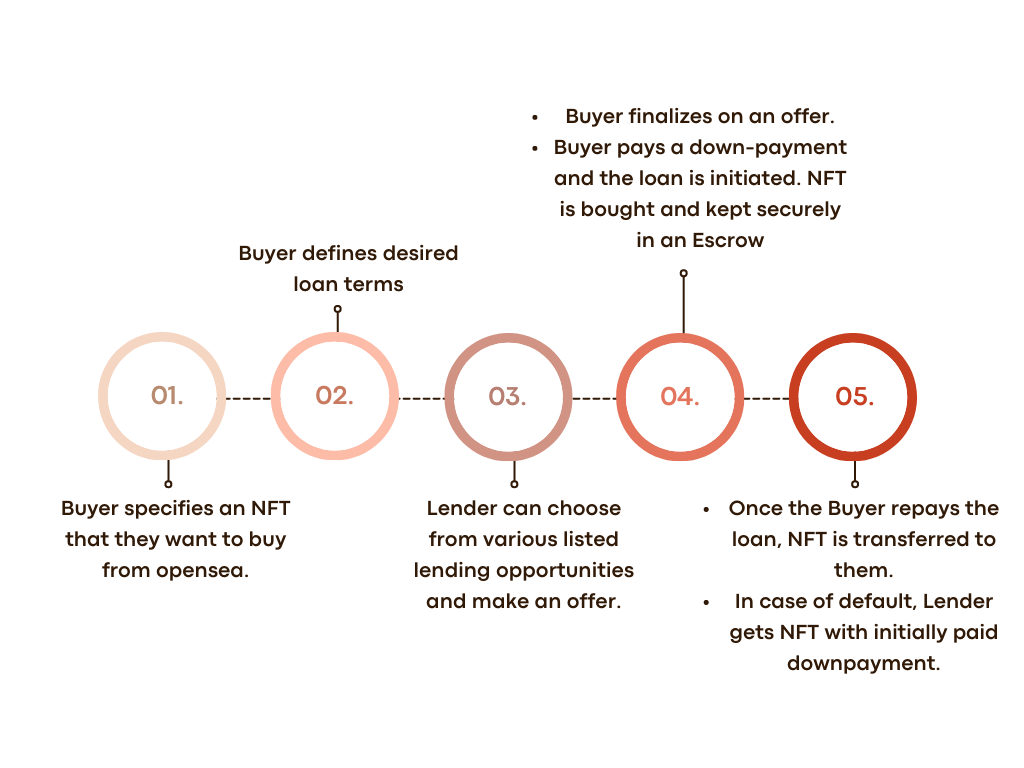 01.
Buyer specifies an NFT
that they want to buy
from opensea.
02.
Buyer defines desired
loan terms
03.
Lender can choose
from various listed
lending opportunities
and make an offer.
04.
• Buyer finalizes on an offer.
• Buyer pays a down-payment
and the loan is initiated. NFT
is bought and kept securely
in an Escrow
05.
• Once the Buyer repays the
loan, NFT is transferred to
them.
• In case of default, Lender
gets NFT with initially paid
downpayment.